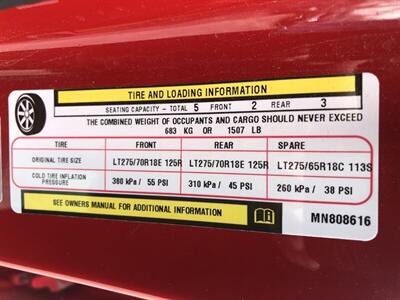 TIRE AND LOADING INFORMATION
SEATING CAPACITY - TOTAL 5 FRONT 2 REAR 3
THE COMBINED WEIGHT OF OCCUPANTS AND CARGO SHOULD NEVER EXCEED
683 KG OR 1507 LB
TIRE FRONT REAR SPARE
ORIGINAL TIRE SIZE LT275/70R18E 125R LT275/70R18E 125R LT275/65R18C 113S
COLD TIRE INFLATION PRESSURE 380 kPa / 55 PSI 310 kPa / 45 PSI 260 kPa / 38 PSI
SEE OWNERS MANUAL FOR ADDITIONAL INFORMATION
MN808616